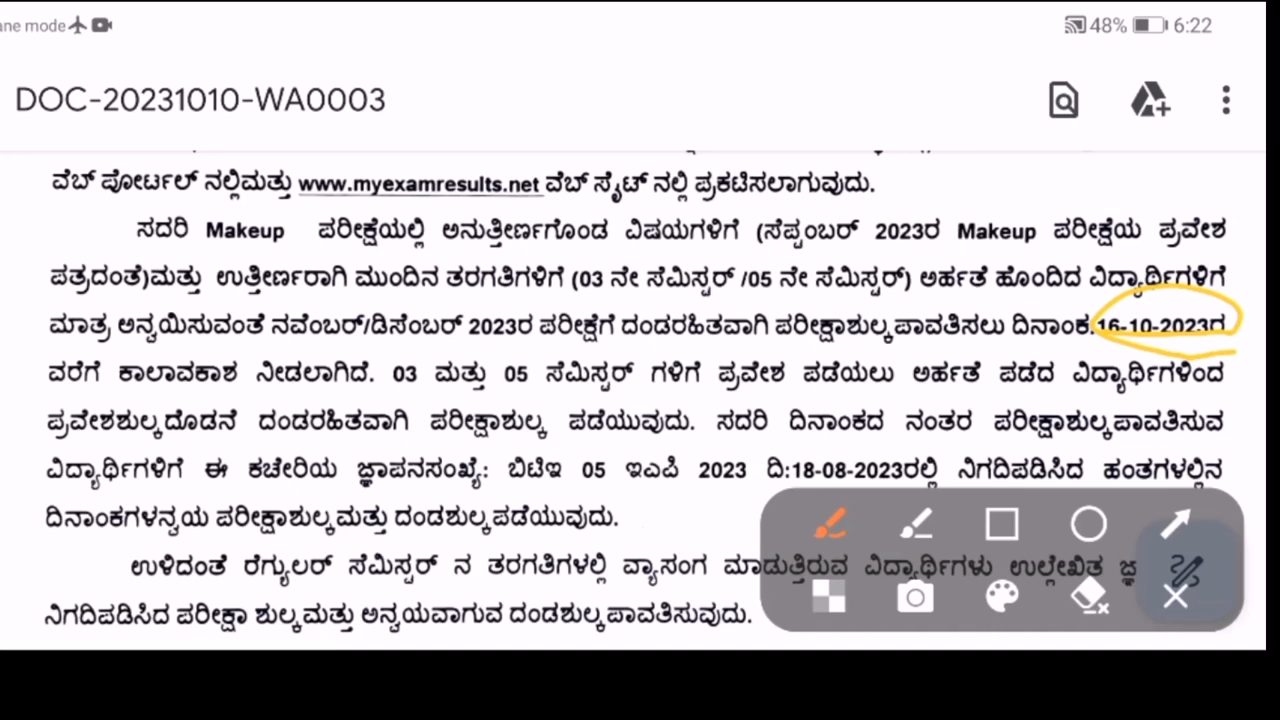 ane mode 48% 6:22
DOC-20231010-WA0003
ವೆಬ್ ಪೋರ್ಟಲ್ ನಲ್ಲಿಮತ್ತು www.myexamresults.net ವೆಬ್ ಸೈಟ್ ನಲ್ಲಿ ಪ್ರಕಟಿಸಲಾಗುವುದು.
ಸದರಿ Makeup ಪರೀಕ್ಷೆಯಲ್ಲಿ ಅನುತ್ತೀರ್ಣಗೊಂಡ ವಿಷಯಗಳಿಗೆ (ಸೆಪ್ಟಂಬರ್ 2023ರ Makeup ಪರೀಕ್ಷೆಯ ಪ್ರವೇಶ
ಪತ್ರದಂತೆ)ಮತ್ತು ಉತ್ತೀರ್ಣರಾಗಿ ಮುಂದಿನ ತರಗತಿಗಳಿಗೆ (03 ನೇ ಸೆಮಿಸ್ಟರ್ /05 ನೇ ಸೆಮಿಸ್ಟರ್) ಅರ್ಹತೆ ಹೊಂದಿದ ವಿದ್ಯಾರ್ಥಿಗಳಿಗೆ
ಮಾತ್ರ ಅನ್ವಯಿಸುವಂತೆ ನವೆಂಬರ್/ಡಿಸೆಂಬರ್ 2023ರ ಪರೀಕ್ಷೆಗೆ ದಂಡರಹಿತವಾಗಿ ಪರೀಕ್ಷಾಶುಲ್ಕ ಪಾವತಿಸಲು ದಿನಾಂಕ:16-10-2023ರ
ವರೆಗೆ ಕಾಲಾವಕಾಶ ನೀಡಲಾಗಿದೆ. 03 ಮತ್ತು 05 ಸೆಮಿಸ್ಟರ್ ಗಳಿಗೆ ಪ್ರವೇಶ ಪಡೆಯಲು ಅರ್ಹತೆ ಪಡೆದ ವಿದ್ಯಾರ್ಥಿಗಳಿಂದ
ಪ್ರವೇಶಶುಲ್ಕದೊಡನೆ ದಂಡರಹಿತವಾಗಿ ಪರೀಕ್ಷಾಶುಲ್ಕ ಪಡೆಯುವುದು. ಸದರಿ ದಿನಾಂಕದ ನಂತರ ಪರೀಕ್ಷಾಶುಲ್ಕ ಪಾವತಿಸುವ
ವಿದ್ಯಾರ್ಥಿಗಳಿಗೆ ಈ ಕಚೇರಿಯ ಜ್ಞಾಪನಸಂಖ್ಯೆ: ಬಿಟಿಇ 05 ಇಎಪಿ 2023 ದಿ:18-08-2023ರಲ್ಲಿ ನಿಗದಿಪಡಿಸಿದ ಹಂತಗಳಲ್ಲಿನ
ದಿನಾಂಕಗಳನ್ವಯ ಪರೀಕ್ಷಾಶುಲ್ಕ ಮತ್ತು ದಂಡಶುಲ್ಕ ಪಡೆಯುವುದು.
ಉಳಿದಂತೆ ರೆಗ್ಯುಲರ್ ಸೆಮಿಸ್ಟರ್ ನ ತರಗತಿಗಳಲ್ಲಿ ವ್ಯಾಸಂಗ ಮಾಡುತ್ತಿರುವ ವಿದ್ಯಾರ್ಥಿಗಳು ಉಲ್ಲೇಖಿತ
ನಿಗದಿಪಡಿಸಿದ ಪರೀಕ್ಷಾ ಶುಲ್ಕ ಮತ್ತು ಅನ್ವಯವಾಗುವ ದಂಡಶುಲ್ಕ ಪಾವತಿಸುವುದು.